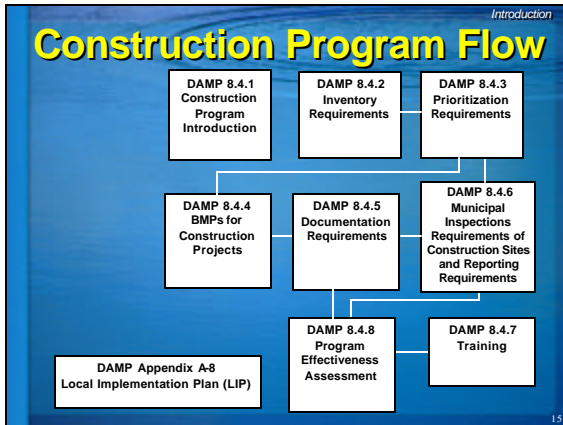 Introduction
Construction Program Flow
DAMP 8.4.1
Construction
Program
Introduction
DAMP 8.4.2
Inventory
Requirements
DAMP 8.4.3
Prioritization
Requirements
DAMP 8.4.4
BMPs for
Construction
Projects
DAMP 8.4.5
Documentation
Requirements
DAMP 8.4.6
Municipal
Inspections
Requirements of
Construction Sites
and Reporting
Requirements
DAMP 8.4.8
Program
Effectiveness
Assessment
DAMP 8.4.7
Training
DAMP Appendix A-8
Local Implementation Plan (LIP)
15